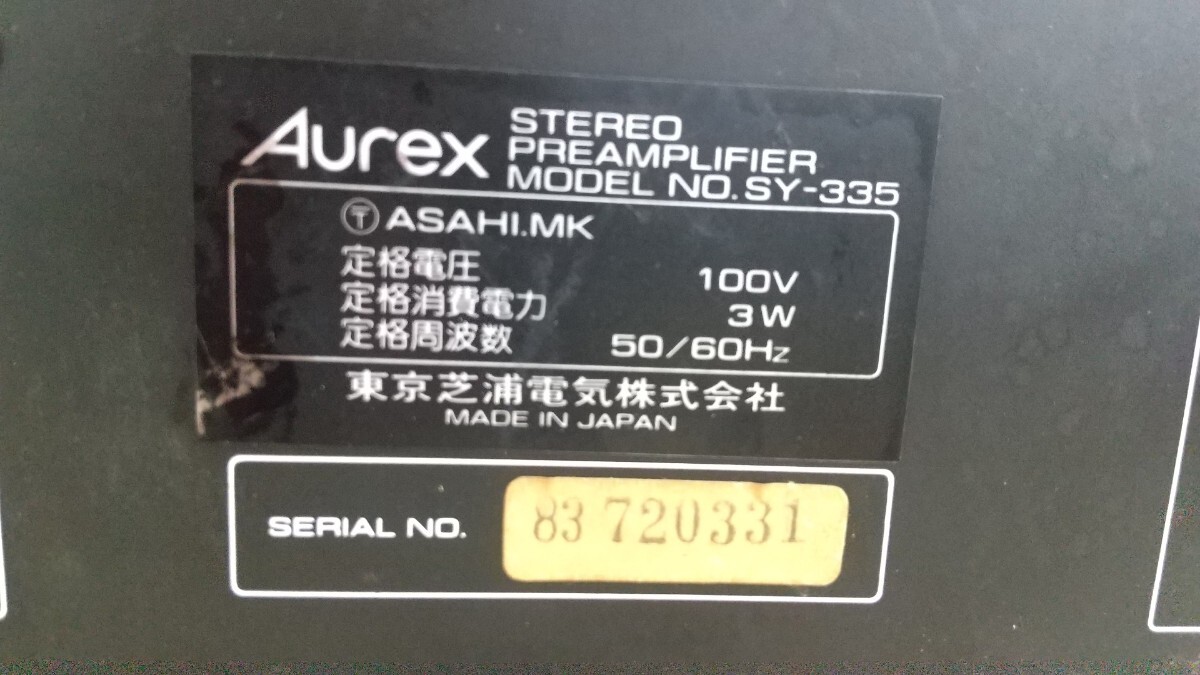 Aurex
STEREO
PREAMPLIFIER
MODEL NO. SY-335
〒 ASAHI.MK
定格電圧 100V
定格消費電力 3W
定格周波数 50/60Hz
東京芝浦電気株式会社
MADE IN JAPAN
SERIAL NO. 83 720331